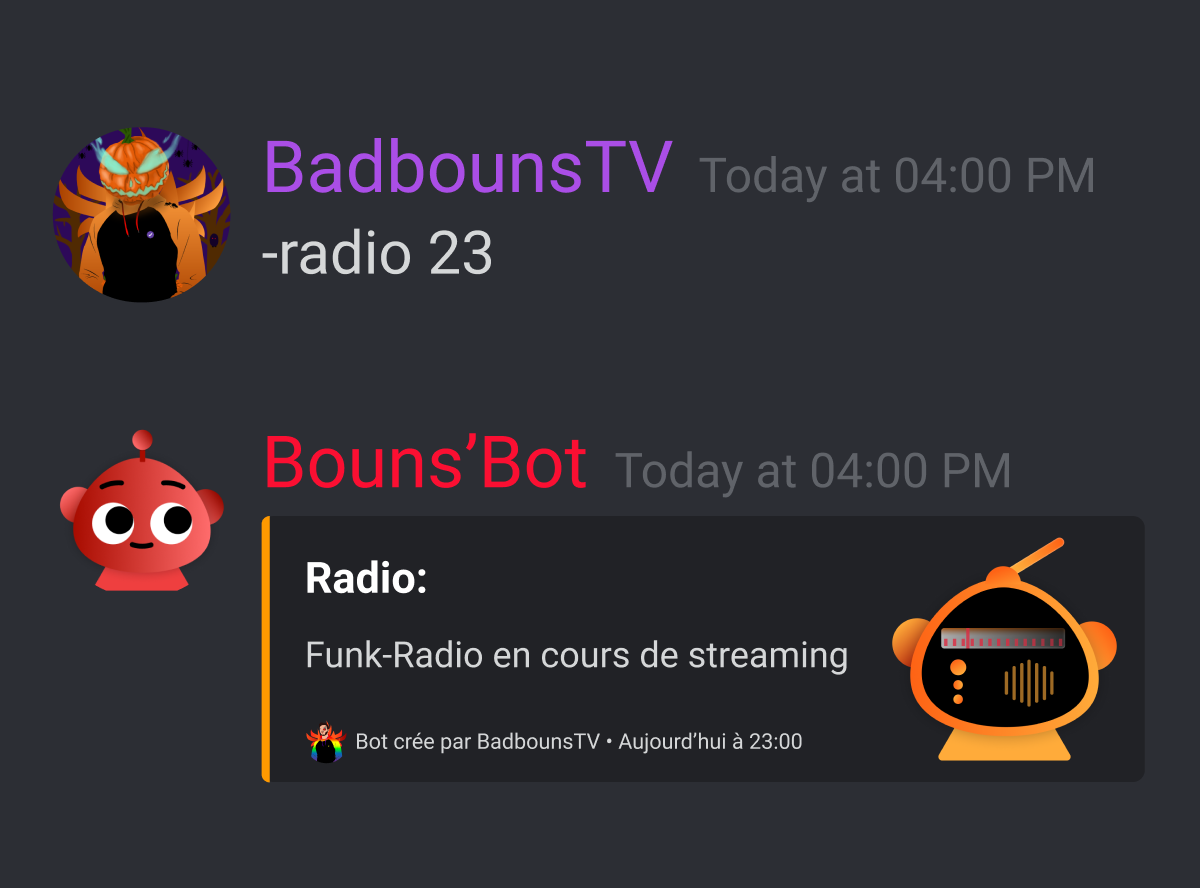 BadbounsTV Today at 04:00 PM
-radio 23
Bouns’Bot Today at 04:00 PM
Radio:
Funk-Radio en cours de streaming
Bot crée par BadbounsTV • Aujourd’hui à 23:00